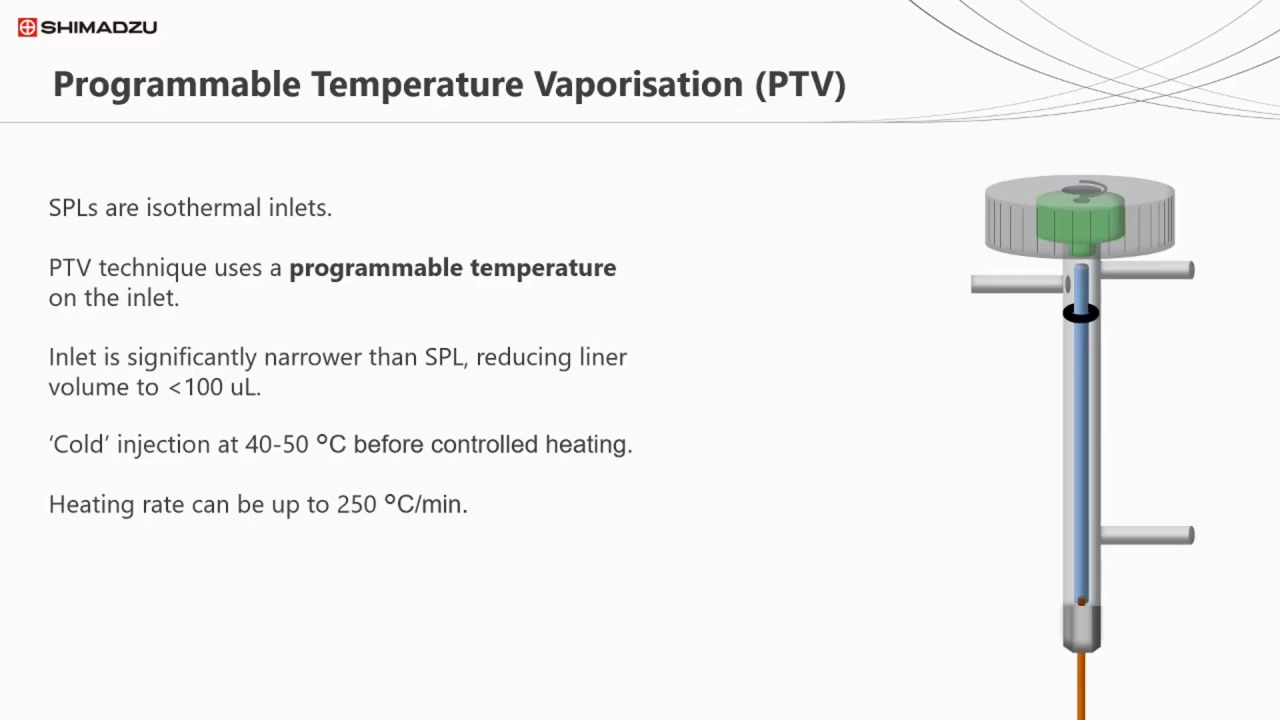 SHIMADZU
Programmable Temperature Vaporisation (PTV)
SPLs are isothermal inlets.
PTV technique uses a programmable temperature
on the inlet.
Inlet is significantly narrower than SPL, reducing liner
volume to <100 uL.
‘Cold’ injection at 40-50 °C before controlled heating.
Heating rate can be up to 250 °C/min.